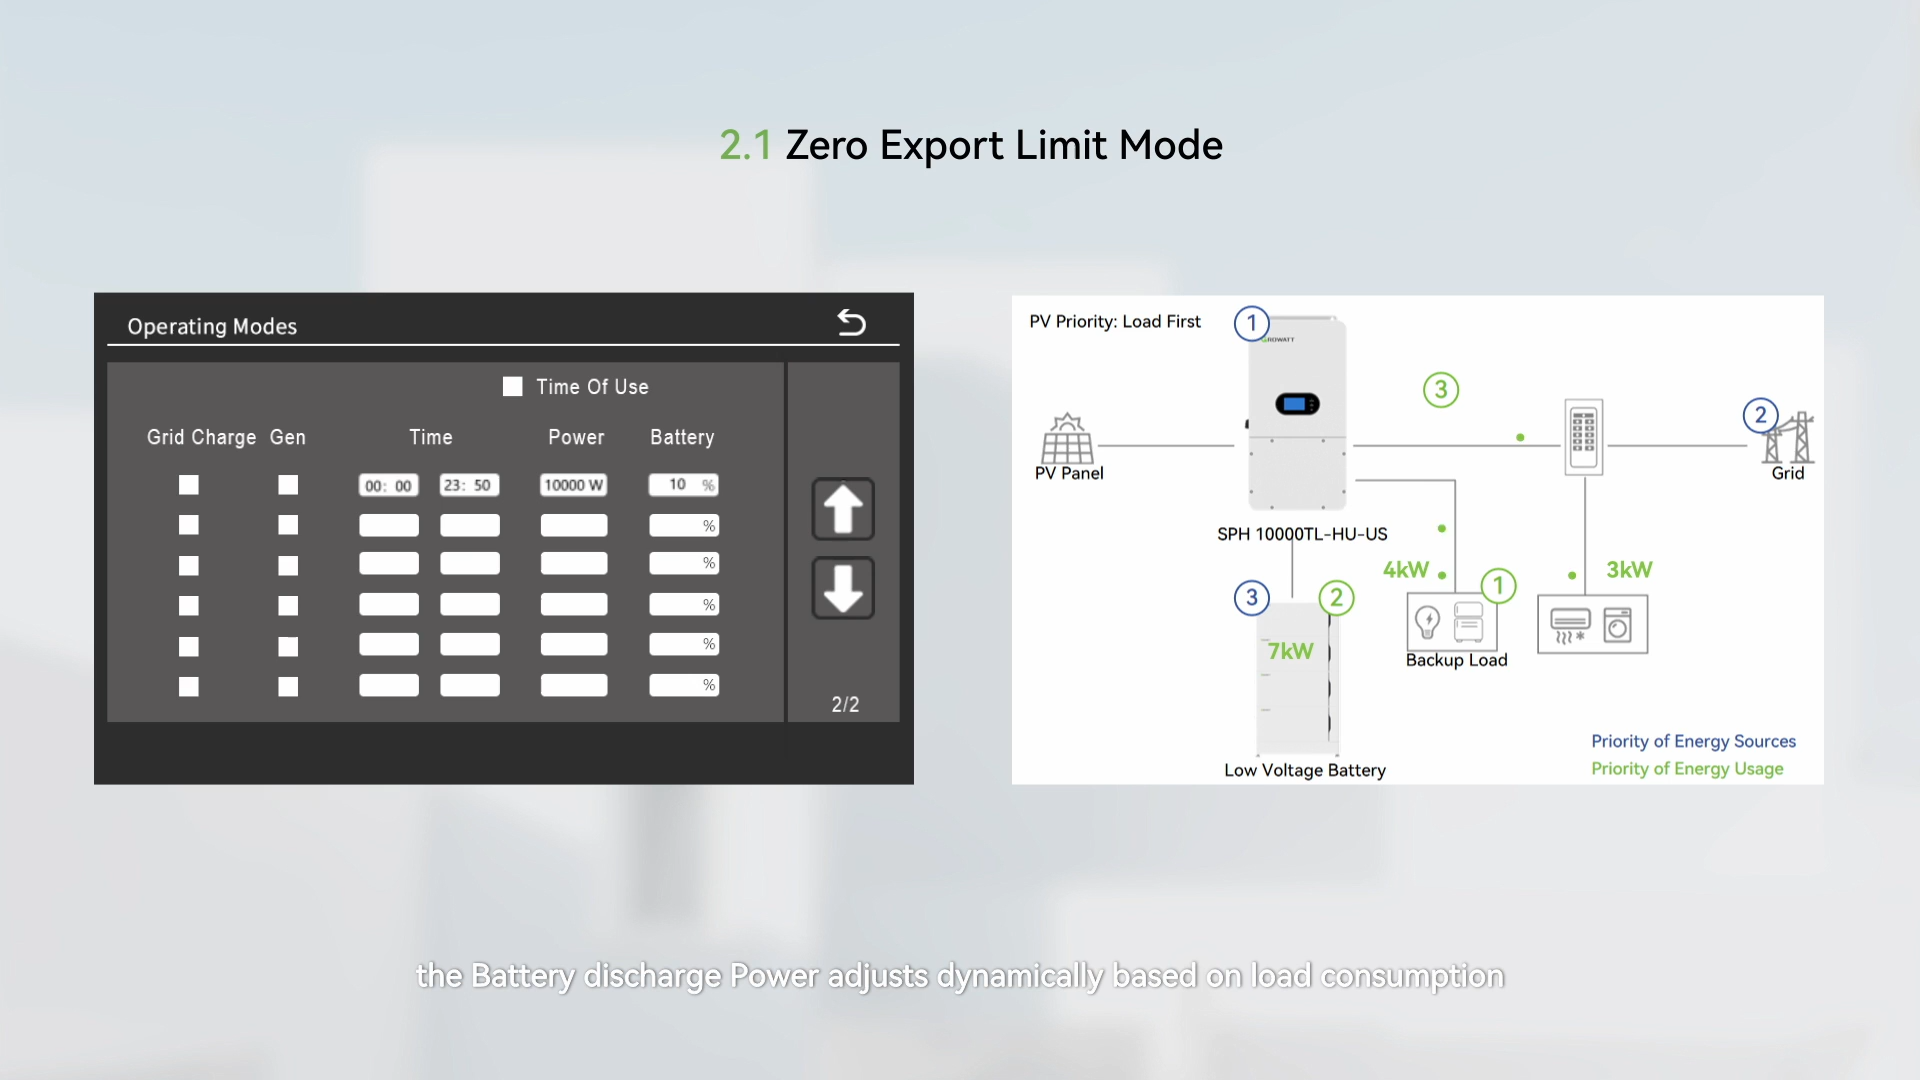 2.1 Zero Export Limit Mode
Operating Modes
Time Of Use
Grid Charge Gen Time Power Battery
00: 00 23: 50 10000 W 10 %
%
%
%
%
%
2/2
PV Priority: Load First
1
GROWATT
3
2
PV Panel
Grid
SPH 10000TL-HU-US
4kW
3kW
1
3
2
7kW
Backup Load
Priority of Energy Sources
Low Voltage Battery
Priority of Energy Usage
the Battery discharge Power adjusts dynamically based on load consumption